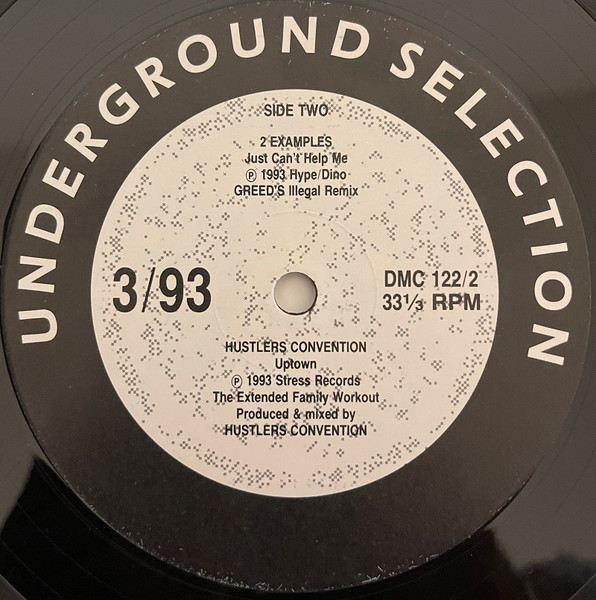 UNDERGROUND SELECTION
SIDE TWO
2 EXAMPLES
Just Can't Help Me
℗ 1993 Hype/Dino
GREED'S Illegal Remix
3/93
DMC 122/2
33⅓ RPM
HUSTLERS CONVENTION
Uptown
℗ 1993 Stress Records
The Extended Family Workout
Produced & mixed by
HUSTLERS CONVENTION